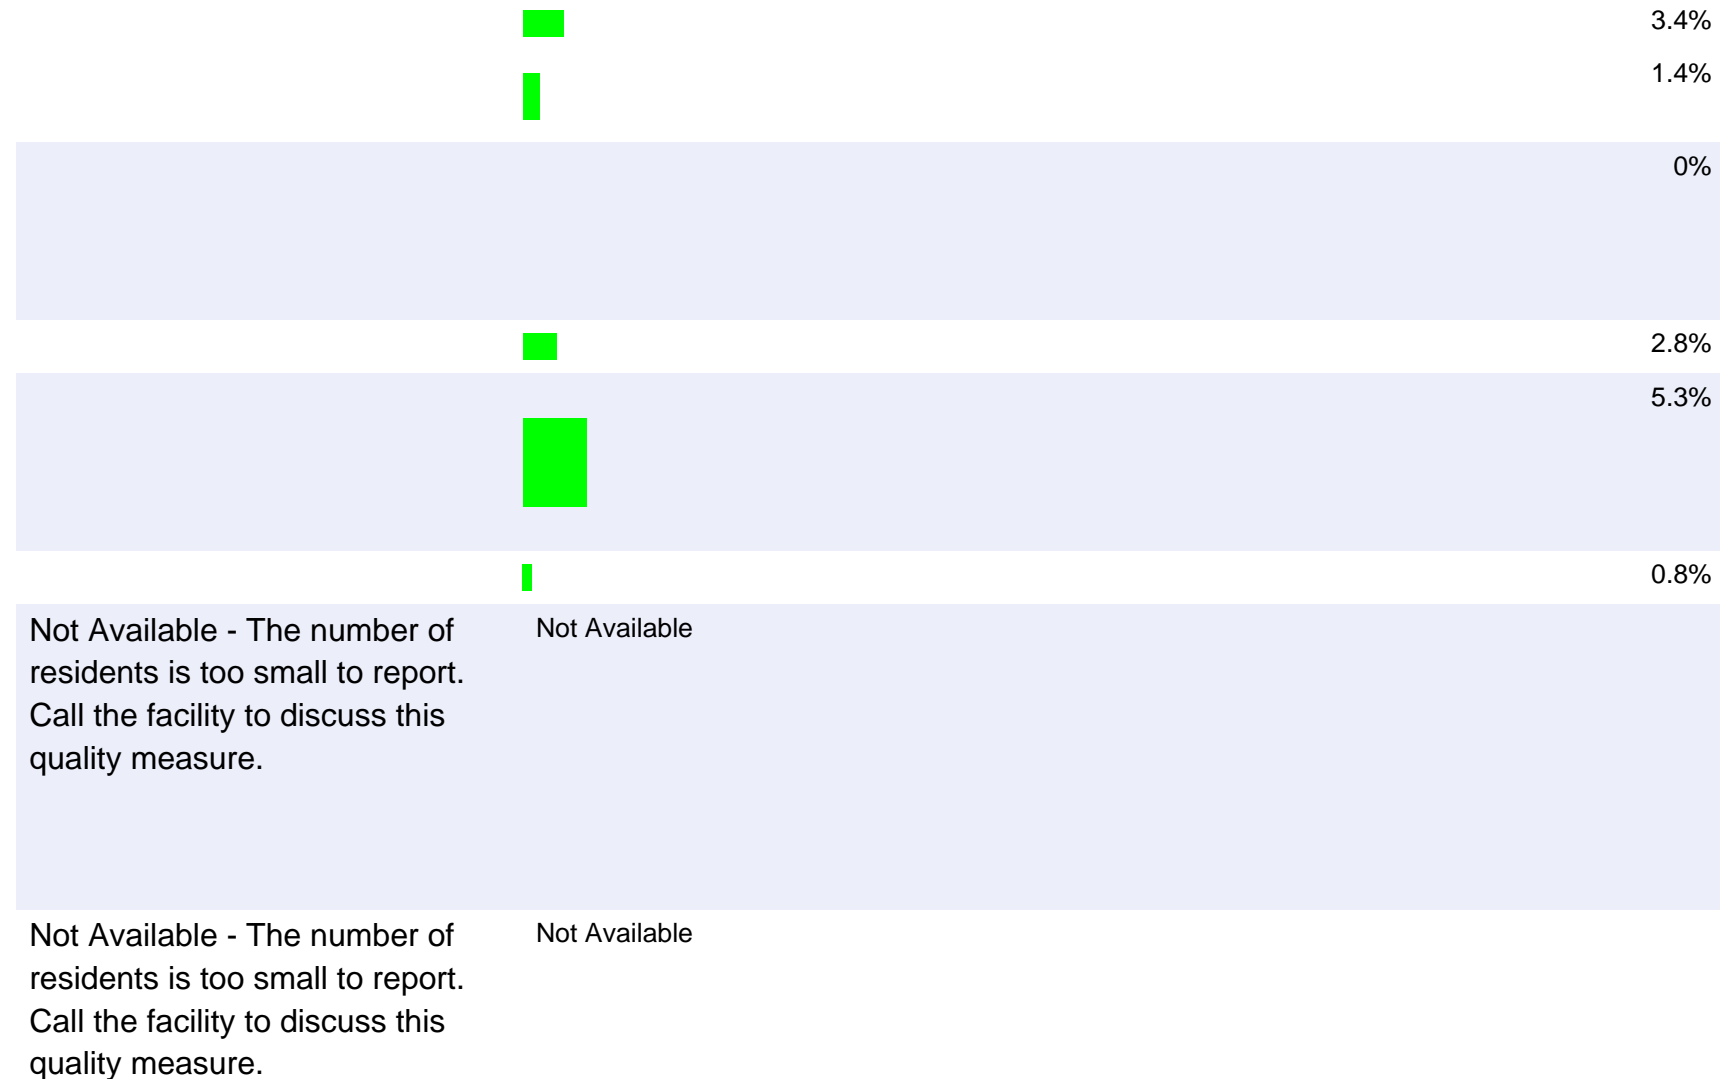 3.4%
1.4%
0%
2.8%
5.3%
0.8%
Not Available - The number of
residents is too small to report.
Call the facility to discuss this
quality measure.
Not Available
Not Available - The number of
residents is too small to report.
Call the facility to discuss this
quality measure.
Not Available